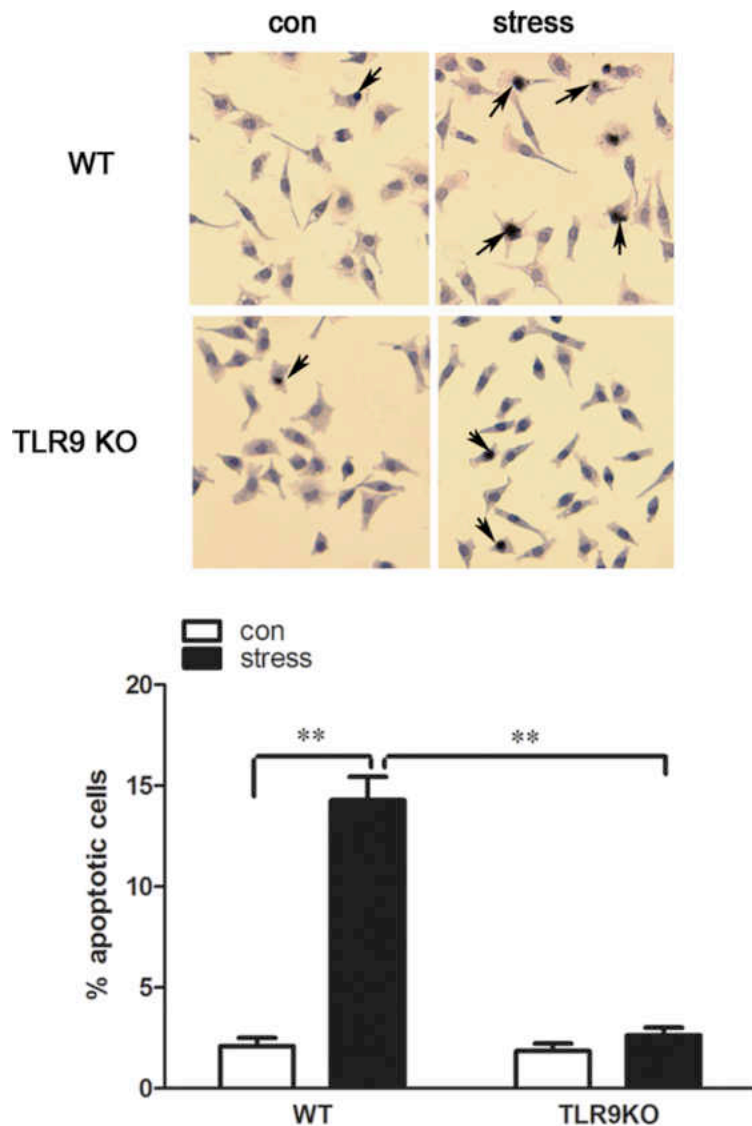 con stress
WT
TLR9 KO
con
stress
20
** **
15
10
5
0
% apoptotic cells
WT TLR9KO